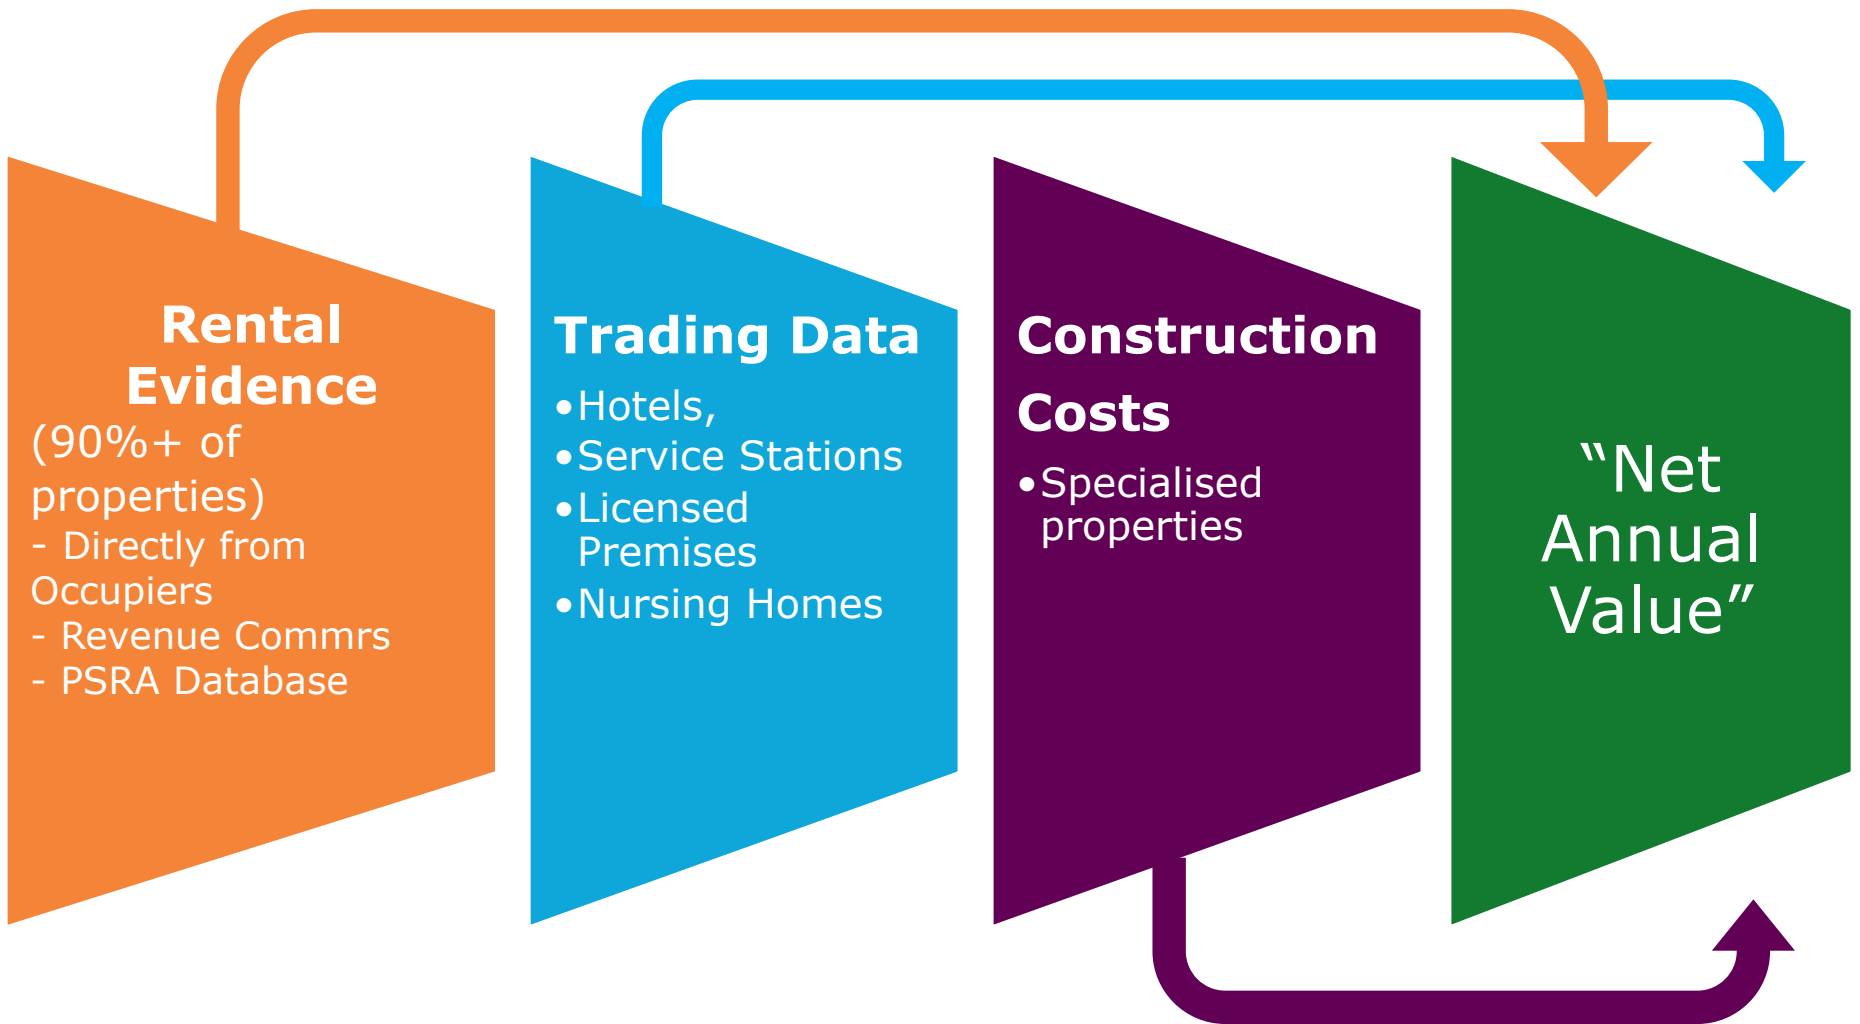 Rental
Evidence
(90%+ of
properties)
- Directly from
Occupiers
- Revenue Commrs
- PSRA Database
Trading Data
•Hotels,
•Service Stations
•Licensed
Premises
•Nursing Homes
Construction
Costs
•Specialised
properties
“Net
Annual
Value”